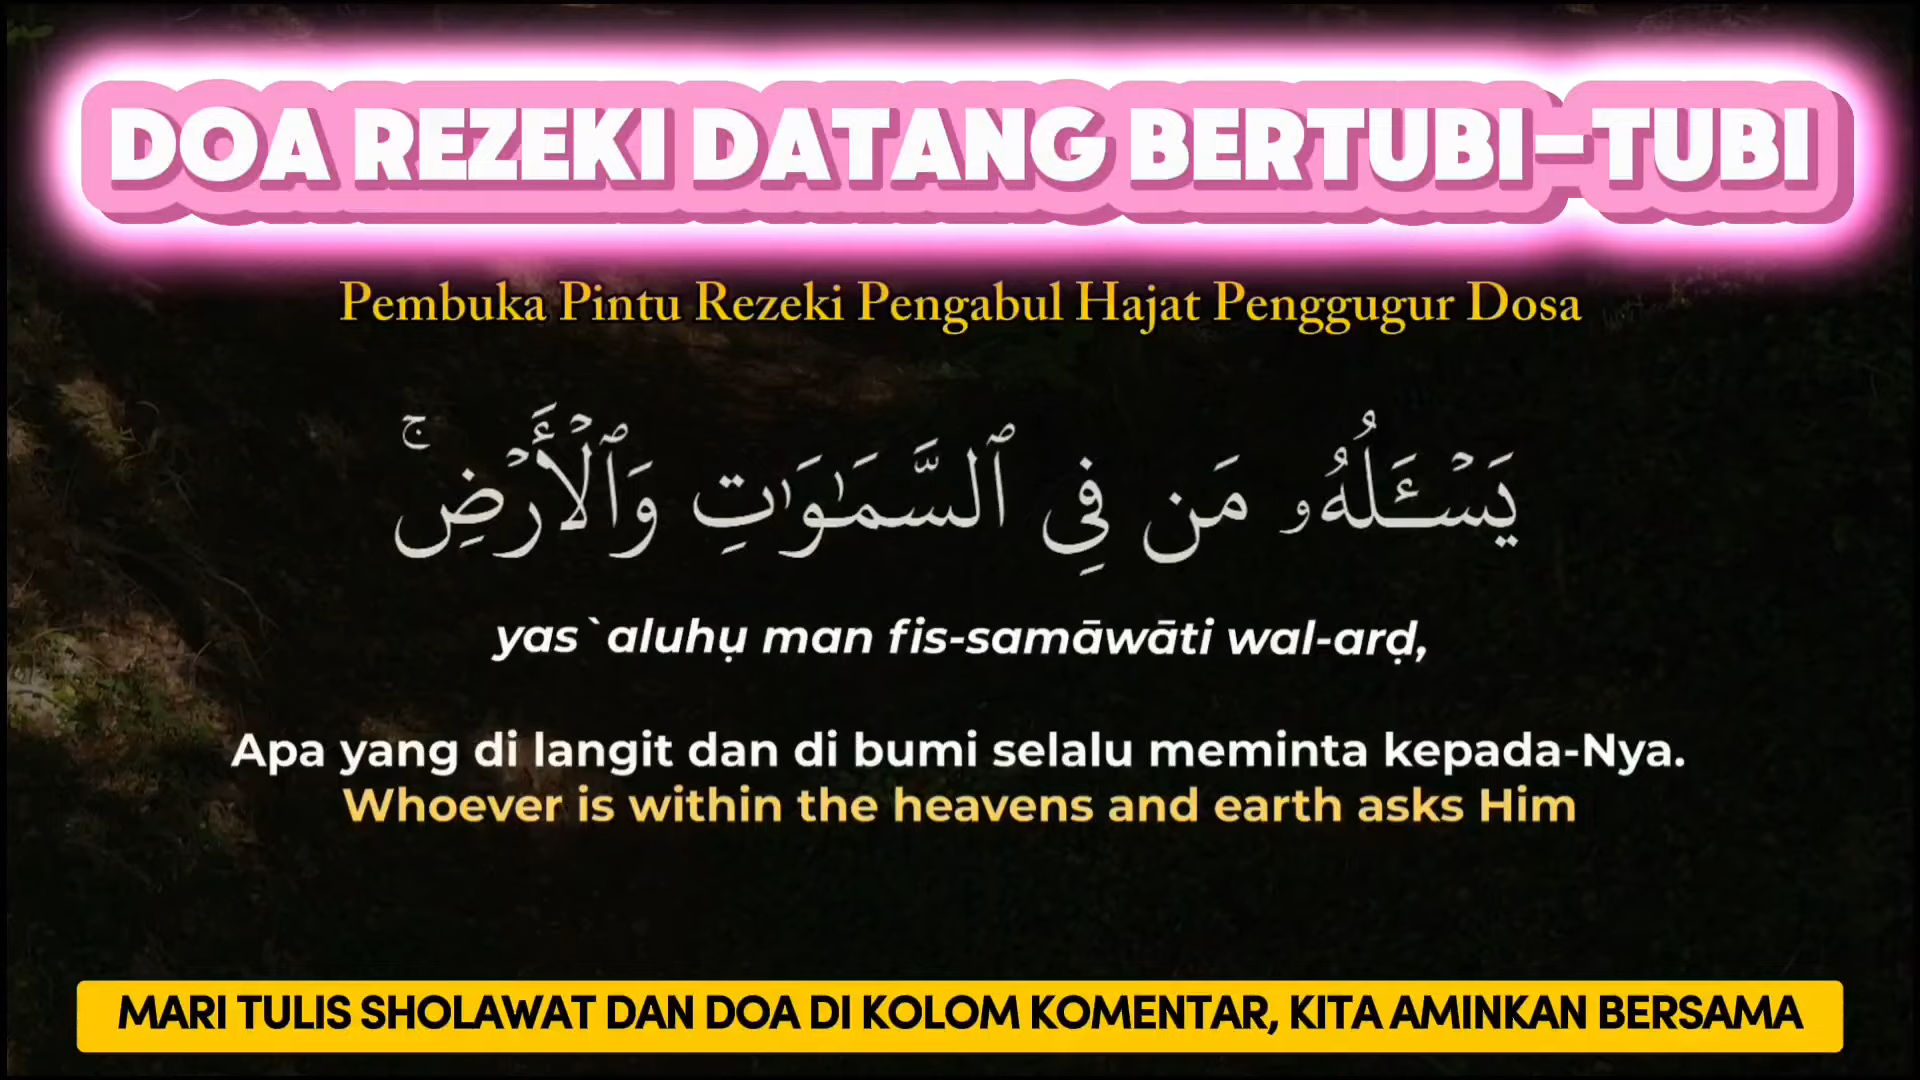 DOA REZEKI DATANG BERTUBI-TUBI
Pembuka Pintu Rezeki Pengabul Hajat Penggugur Dosa
يَسْـَٔلُهُۥ مَن فِى ٱلسَّمَـٰوَٰتِ وَٱلْأَرْضِ ۚ
yas`aluhụ man fis-samāwāti wal-arḍ,
Apa yang di langit dan di bumi selalu meminta kepada-Nya.
Whoever is within the heavens and earth asks Him
MARI TULIS SHOLAWAT DAN DOA DI KOLOM KOMENTAR, KITA AMINKAN BERSAMA